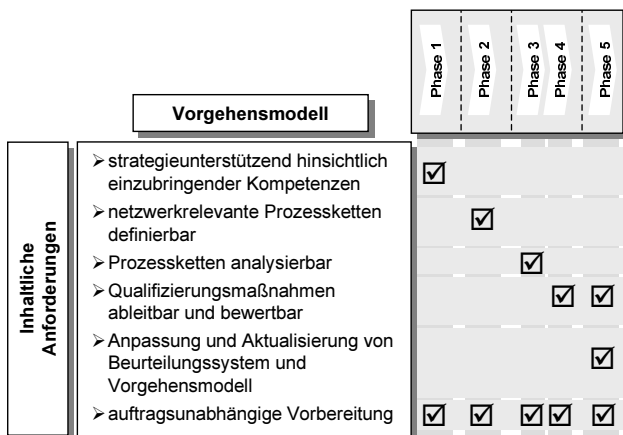 Phase 1
Phase 2
Phase 3
Phase 4
Phase 5
Vorgehensmodell
Inhaltliche
Anforderungen
➢ strategieunterstützend hinsichtlich
einzubringender Kompetenzen
➢ netzwerkrelevante Prozessketten
definierbar
➢ Prozessketten analysierbar
➢ Qualifizierungsmaßnahmen
ableitbar und bewertbar
➢ Anpassung und Aktualisierung von
Beurteilungssystem und
Vorgehensmodell
➢ auftragsunabhängige Vorbereitung